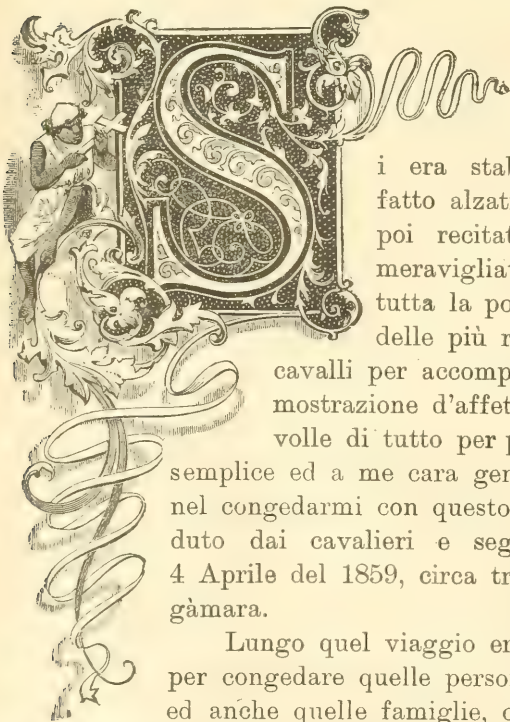 S
i era stab
fatto alzat
poi recitat
meravigliat
tutta la po
delle più r
cavalli per accomp
mostrazione d'affet
volle di tutto per p
semplice ed a me cara gen
nel congedarmi con questo
duto dai cavalieri e seg
4 Aprile del 1859, circa tr
gàmara.
Lungo quel viaggio er
per congedare quelle perso
ed anche quelle famiglie, c